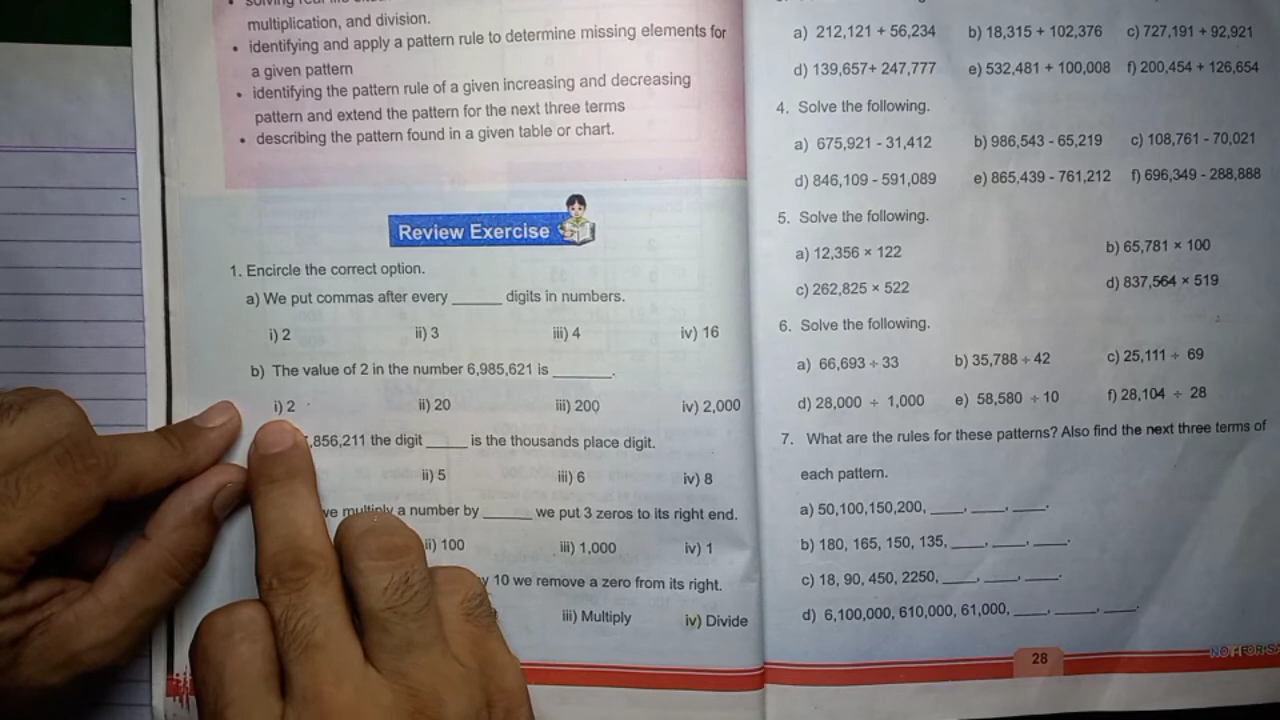 multiplication, and division.
• identifying and apply a pattern rule to determine missing elements for
a given pattern
• identifying the pattern rule of a given increasing and decreasing
pattern and extend the pattern for the next three terms
• describing the pattern found in a given table or chart.
Review Exercise
1. Encircle the correct option.
a) We put commas after every ______ digits in numbers.
i) 2 ii) 3 iii) 4 iv) 16
b) The value of 2 in the number 6,985,621 is _______.
i) 2 ii) 20 iii) 200 iv) 2,000
,856,211 the digit _____ is the thousands place digit.
ii) 5 iii) 6 iv) 8
multiply a number by ______ we put 3 zeros to its right end.
ii) 100 iii) 1,000 iv) 1
10 we remove a zero from its right.
iii) Multiply iv) Divide
a) 212,121 + 56,234 b) 18,315 + 102,376 c) 727,191 + 92,921
d) 139,657+ 247,777 e) 532,481 + 100,008 f) 200,454 + 126,654
4. Solve the following.
a) 675,921 - 31,412 b) 986,543 - 65,219 c) 108,761 - 70,021
d) 846,109 - 591,089 e) 865,439 - 761,212 f) 696,349 - 288,888
5. Solve the following.
a) 12,356 × 122 b) 65,781 × 100
c) 262,825 × 522 d) 837,564 × 519
6. Solve the following.
a) 66,693 ÷ 33 b) 35,788 ÷ 42 c) 25,111 ÷ 69
d) 28,000 ÷ 1,000 e) 58,580 ÷ 10 f) 28,104 ÷ 28
7. What are the rules for these patterns? Also find the next three terms of
each pattern.
a) 50,100,150,200, ____, ____, ____.
b) 180, 165, 150, 135, ____, ____, ____.
c) 18, 90, 450, 2250, ____, ____, ____.
d) 6,100,000, 610,000, 61,000, ____, _____, ____.
28
NOT FOR S